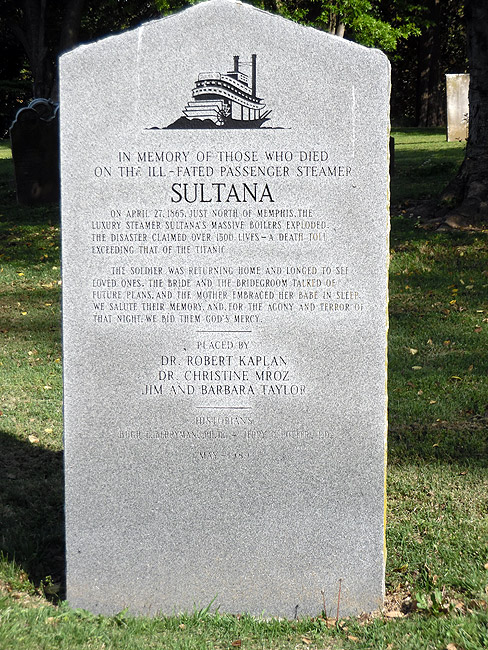 IN MEMORY OF THOSE WHO DIED
ON THE ILL-FATED PASSENGER STEAMER
SULTANA
ON APRIL 27, 1865, JUST NORTH OF MEMPHIS, THE
LUXURY STEAMER SULTANA'S MASSIVE BOILERS EXPLODED.
THE DISASTER CLAIMED OVER 1500 LIVES - A DEATH TOLL
EXCEEDING THAT OF THE TITANIC.
THE SOLDIER WAS RETURNING HOME AND LONGED TO SEE
LOVED ONES, THE BRIDE AND THE BRIDEGROOM TALKED OF
FUTURE PLANS, AND THE MOTHER EMBRACED HER BABE IN SLEEP.
WE SALUTE THEIR MEMORY, AND, FOR THE AGONY AND TERROR OF
THAT NIGHT, WE BID THEM GOD'S MERCY.
PLACED BY
DR. ROBERT KAPLAN
DR. CHRISTINE MROZ
JIM AND BARBARA TAYLOR
HISTORIANS
HUGH BERRYMAN, JERRY POTTER
MAY